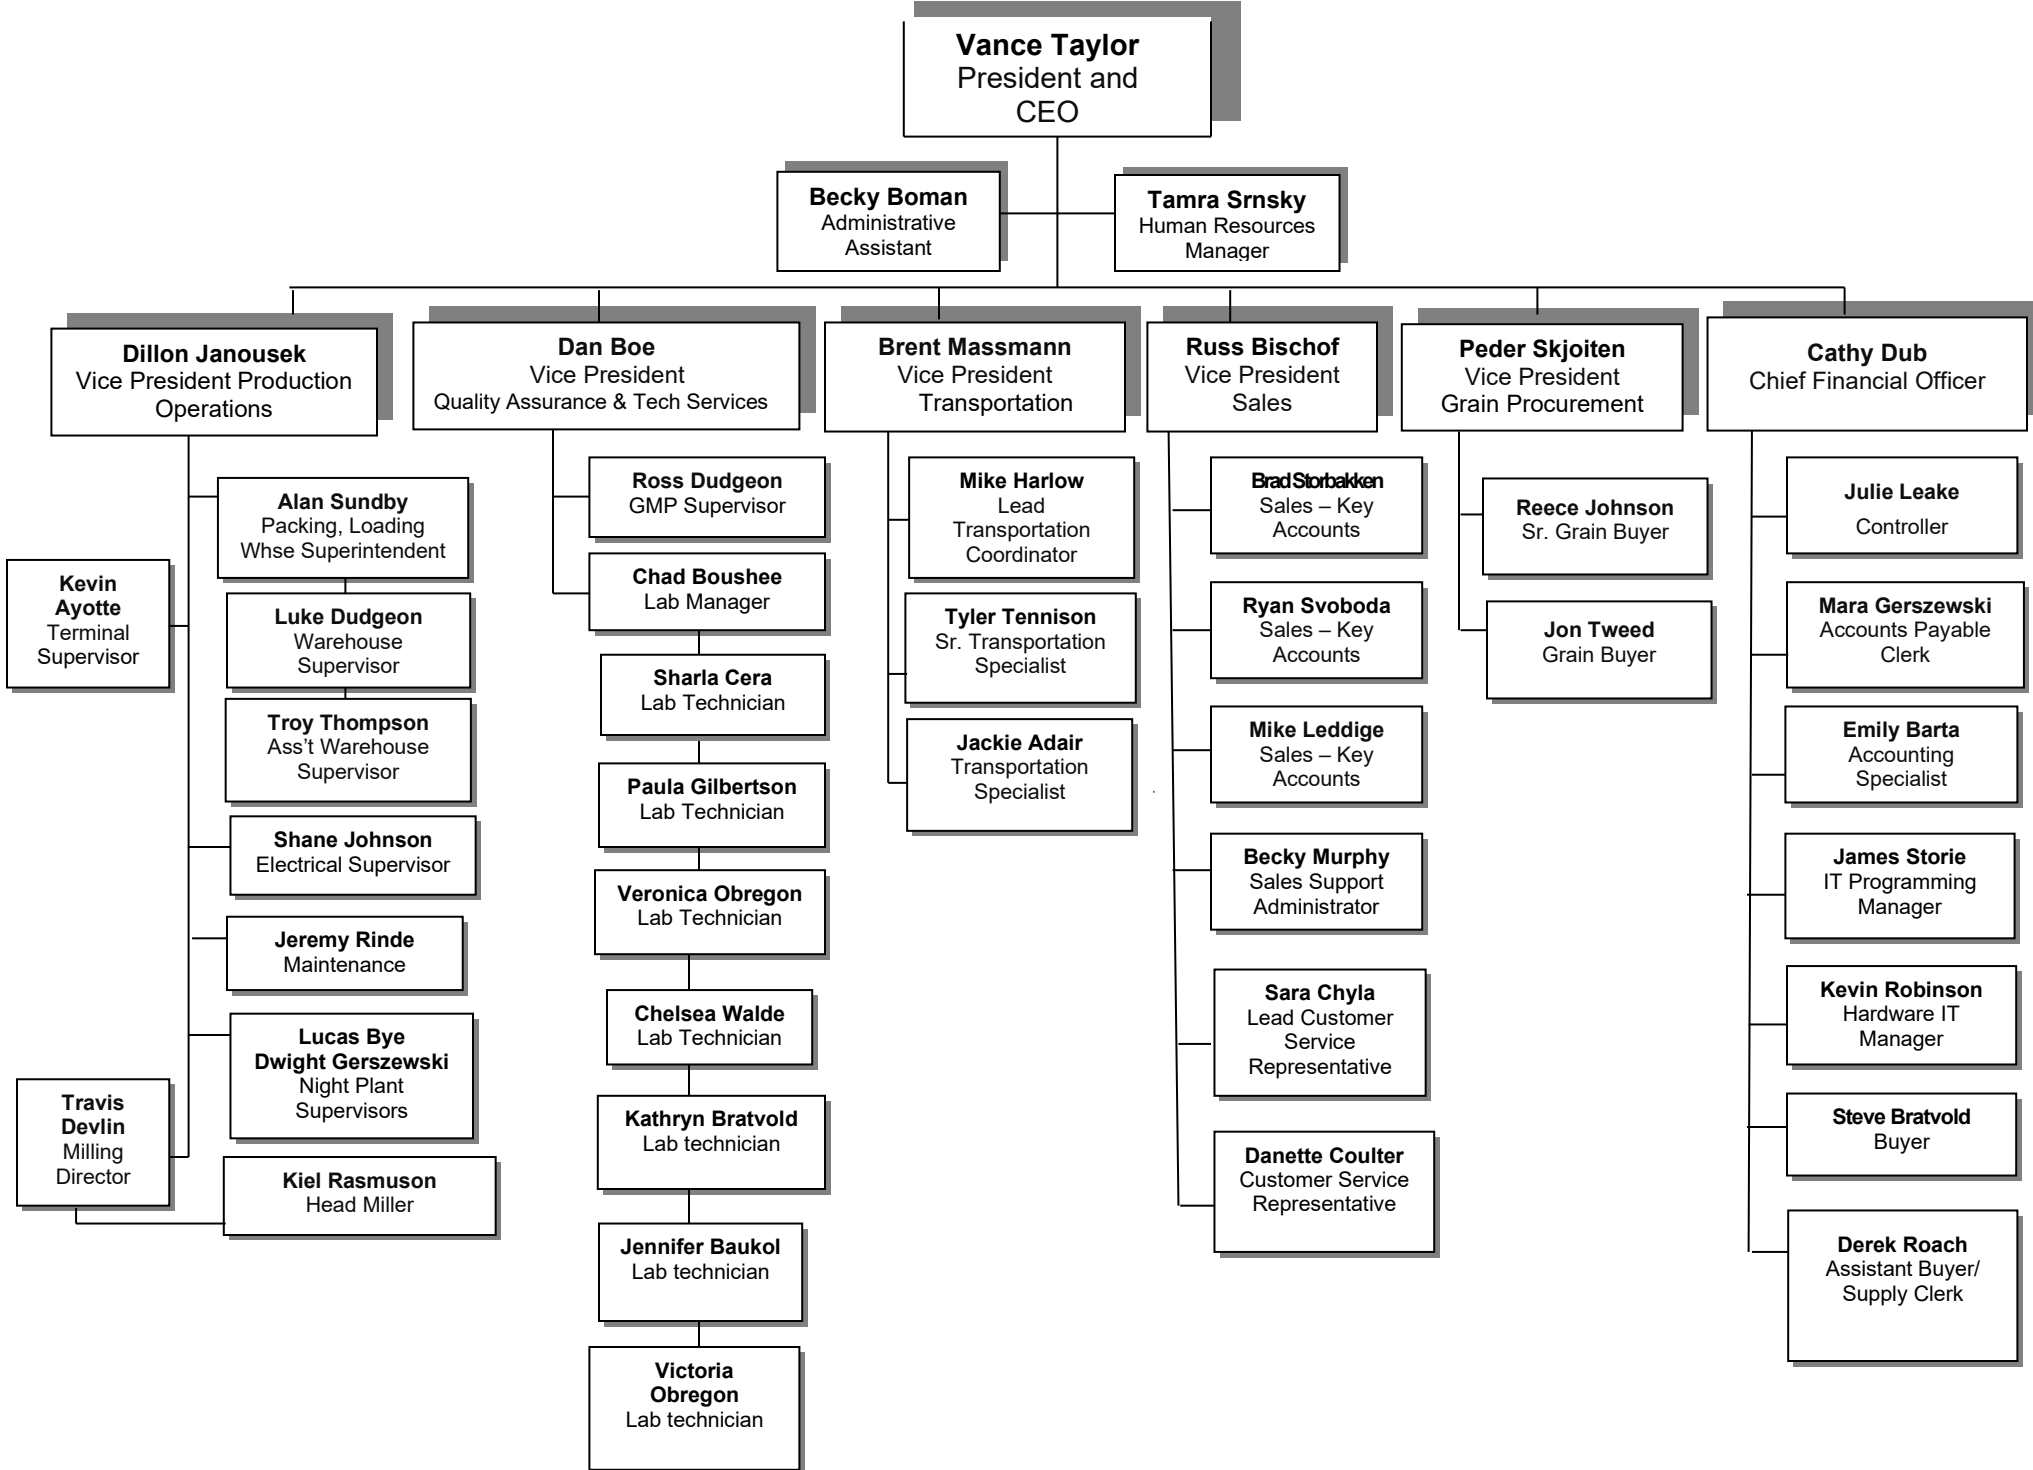 Vance Taylor
President and
CEO
Becky Boman
Administrative
Assistant
Tamra Srnsky
Human Resources
Manager
Dillon Janousek
Vice President Production
Operations
Kevin
Ayotte
Terminal
Supervisor
Alan Sundby
Packing, Loading
Whse Superintendent
Luke Dudgeon
Warehouse
Supervisor
Troy Thompson
Ass’t Warehouse
Supervisor
Shane Johnson
Electrical Supervisor
Jeremy Rinde
Maintenance
Lucas Bye
Dwight Gerszewski
Night Plant
Supervisors
Travis
Devlin
Milling
Director
Kiel Rasmuson
Head Miller
Dan Boe
Vice President
Quality Assurance & Tech Services
Ross Dudgeon
GMP Supervisor
Chad Boushee
Lab Manager
Sharla Cera
Lab Technician
Paula Gilbertson
Lab Technician
Veronica Obregon
Lab Technician
Chelsea Walde
Lab Technician
Kathryn Bratvold
Lab technician
Jennifer Baukol
Lab technician
Victoria
Obregon
Lab technician
Brent Massmann
Vice President
Transportation
Mike Harlow
Lead
Transportation
Coordinator
Tyler Tennison
Sr. Transportation
Specialist
Jackie Adair
Transportation
Specialist
Russ Bischof
Vice President
Sales
Brad Storbakken
Sales – Key
Accounts
Ryan Svoboda
Sales – Key
Accounts
Mike Leddige
Sales – Key
Accounts
Becky Murphy
Sales Support
Administrator
Sara Chyla
Lead Customer
Service
Representative
Danette Coulter
Customer Service
Representative
Peder Skjoiten
Vice President
Grain Procurement
Reece Johnson
Sr. Grain Buyer
Jon Tweed
Grain Buyer
Cathy Dub
Chief Financial Officer
Julie Leake
Controller
Mara Gerszewski
Accounts Payable
Clerk
Emily Barta
Accounting
Specialist
James Storie
IT Programming
Manager
Kevin Robinson
Hardware IT
Manager
Steve Bratvold
Buyer
Derek Roach
Assistant Buyer/
Supply Clerk